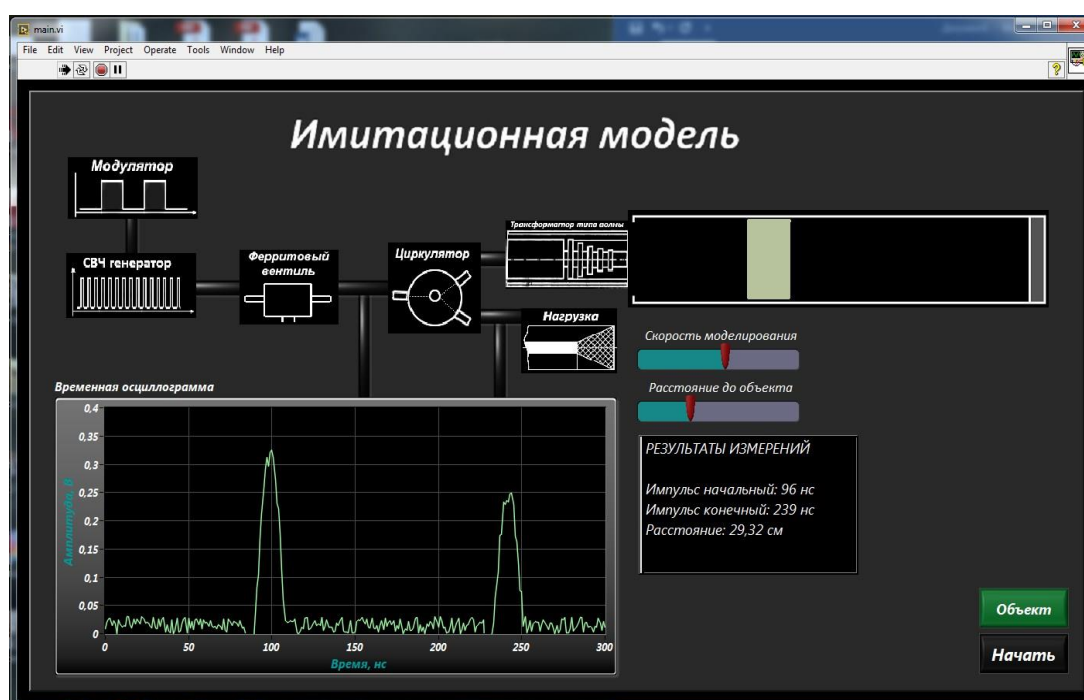 main.vi
File Edit View Project Operate Tools Window Help
Имитационная модель
Модулятор
СВЧ генератор
Ферритовый
вентиль
Циркулятор
Трансформатор типа волны
Нагрузка
Скорость моделирования
Расстояние до объекта
Временная осциллограмма
0,4
0,35
0,3
0,25
0,2
0,15
0,1
0,05
0
Амплитуда, В
0 50 100 150 200 250 300
Время, нс
РЕЗУЛЬТАТЫ ИЗМЕРЕНИЙ
Импульс начальный: 96 нс
Импульс конечный: 239 нс
Расстояние: 29,32 см
Объект
Начать